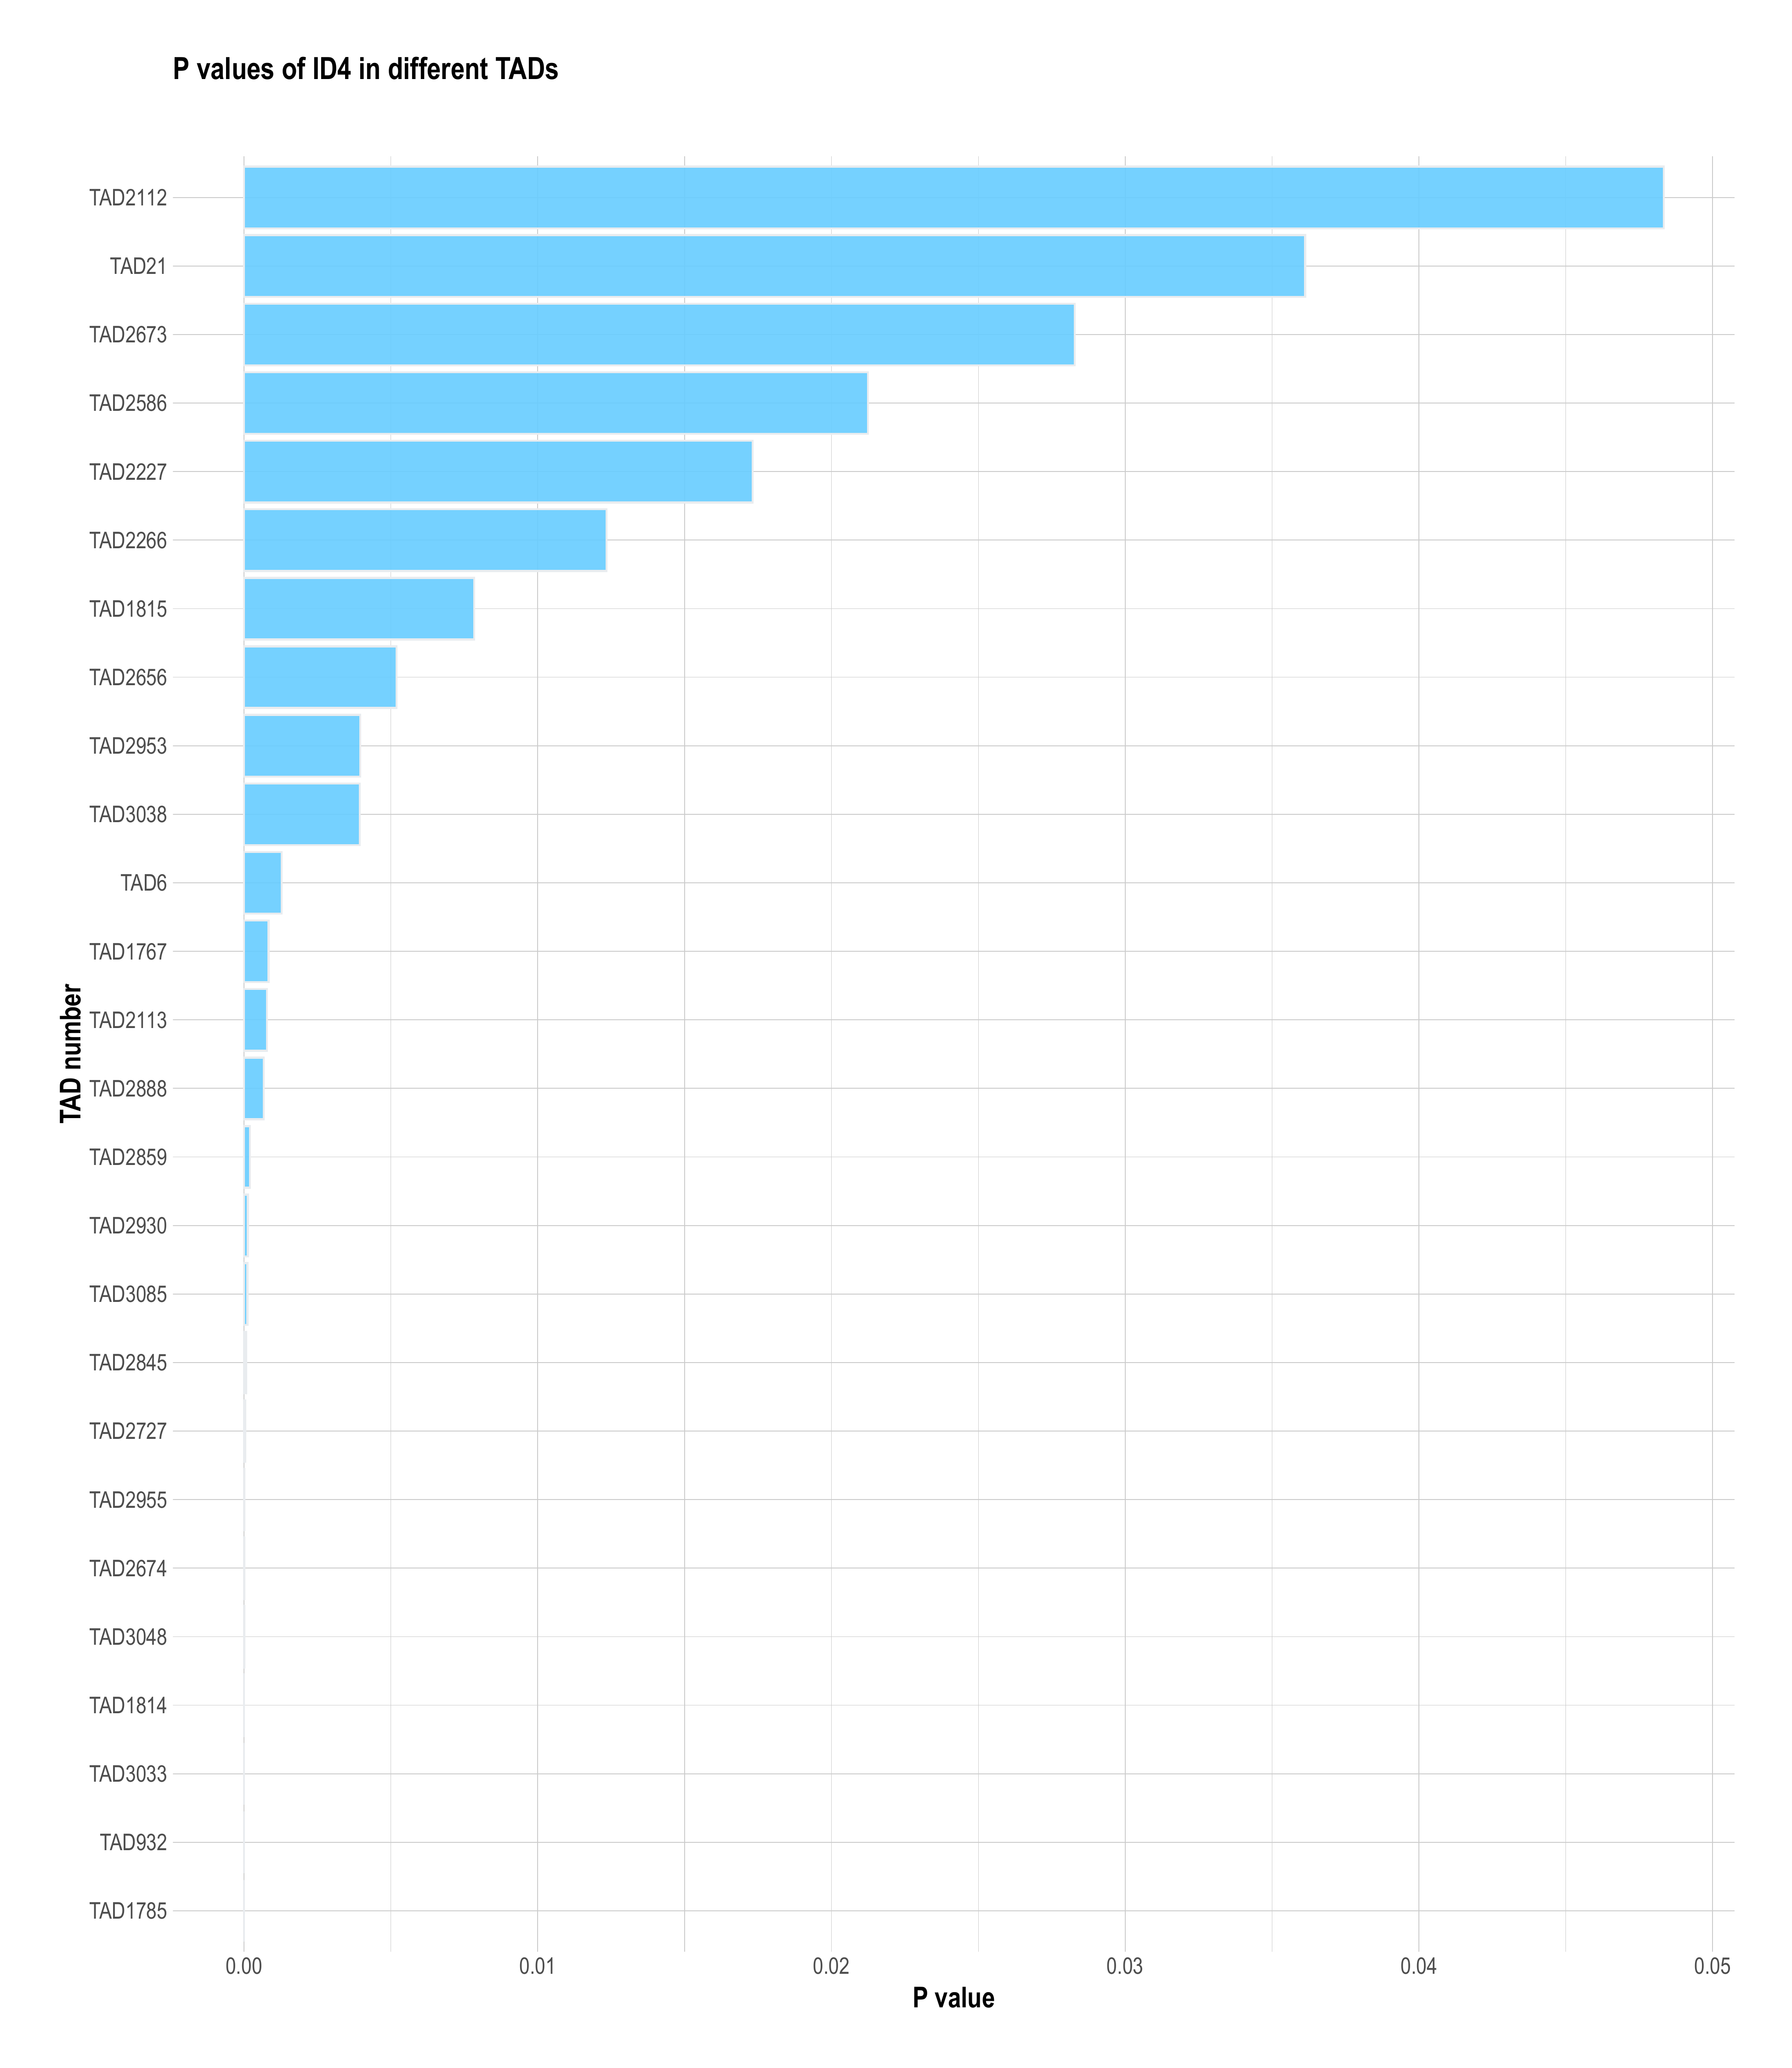 P values of ID4 in different TADs
TAD number
TAD2112
TAD21
TAD2673
TAD2586
TAD2227
TAD2266
TAD1815
TAD2656
TAD2953
TAD3038
TAD6
TAD1767
TAD2113
TAD2888
TAD2859
TAD2930
TAD3085
TAD2845
TAD2727
TAD2955
TAD2674
TAD3048
TAD1814
TAD3033
TAD932
TAD1785
0.00 0.01 0.02 0.03 0.04 0.05
P value